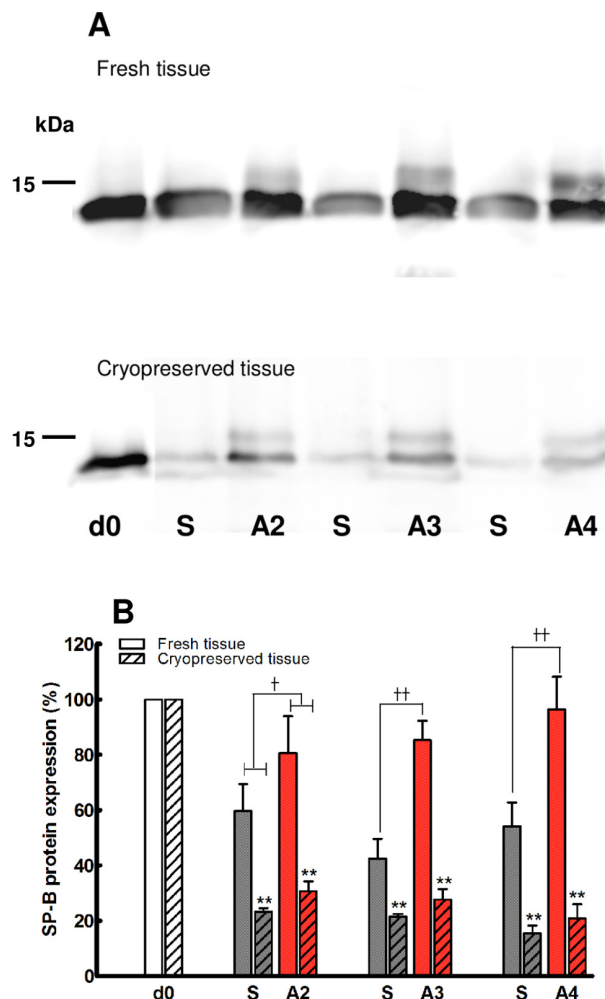 A
Fresh tissue
kDa
15
Cryopreserved tissue
15
d0 S A2 S A3 S A4
B
Fresh tissue
Cryopreserved tissue
SP-B protein expression (%)
120
100
80
60
40
20
0
† †† ††
** ** ** ** ** **
d0 S A2 S A3 S A4